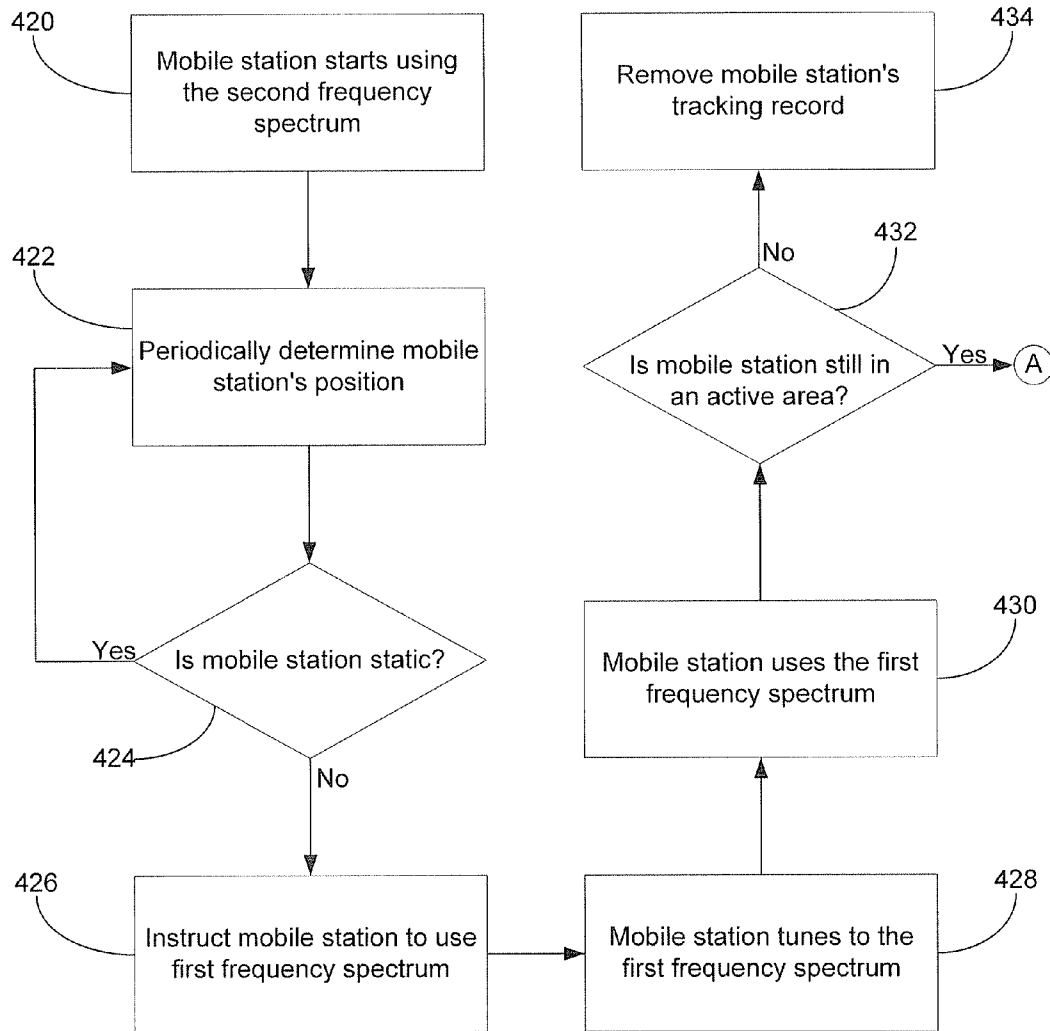 420
Mobile station starts using
the second frequency
spectrum
422
Periodically determine mobile
station's position
Yes
Is mobile station static?
424
No
426
Instruct mobile station to use
first frequency spectrum
428
Mobile station tunes to the
first frequency spectrum
430
Mobile station uses the first
frequency spectrum
432
Is mobile station still in
an active area?
Yes
A
No
434
Remove mobile station's
tracking record